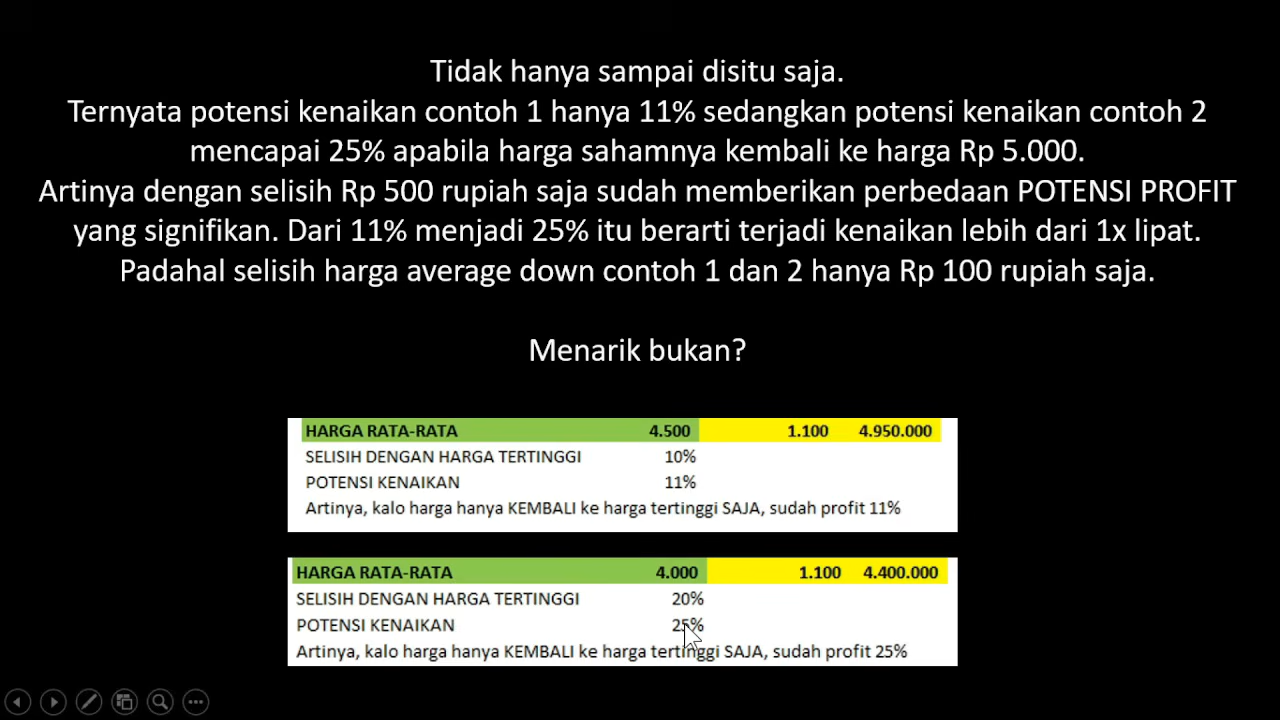 Tidak hanya sampai disitu saja.
Ternyata potensi kenaikan contoh 1 hanya 11% sedangkan potensi kenaikan contoh 2
mencapai 25% apabila harga sahamnya kembali ke harga Rp 5.000.
Artinya dengan selisih Rp 500 rupiah saja sudah memberikan perbedaan POTENSI PROFIT
yang signifikan. Dari 11% menjadi 25% itu berarti terjadi kenaikan lebih dari 1x lipat.
Padahal selisih harga average down contoh 1 dan 2 hanya Rp 100 rupiah saja.
Menarik bukan?
HARGA RATA-RATA 4.500 1.100 4.950.000
SELISIH DENGAN HARGA TERTINGGI 10%
POTENSI KENAIKAN 11%
Artinya, kalo harga hanya KEMBALI ke harga tertinggi SAJA, sudah profit 11%
HARGA RATA-RATA 4.000 1.100 4.400.000
SELISIH DENGAN HARGA TERTINGGI 20%
POTENSI KENAIKAN 25%
Artinya, kalo harga hanya KEMBALI ke harga tertinggi SAJA, sudah profit 25%